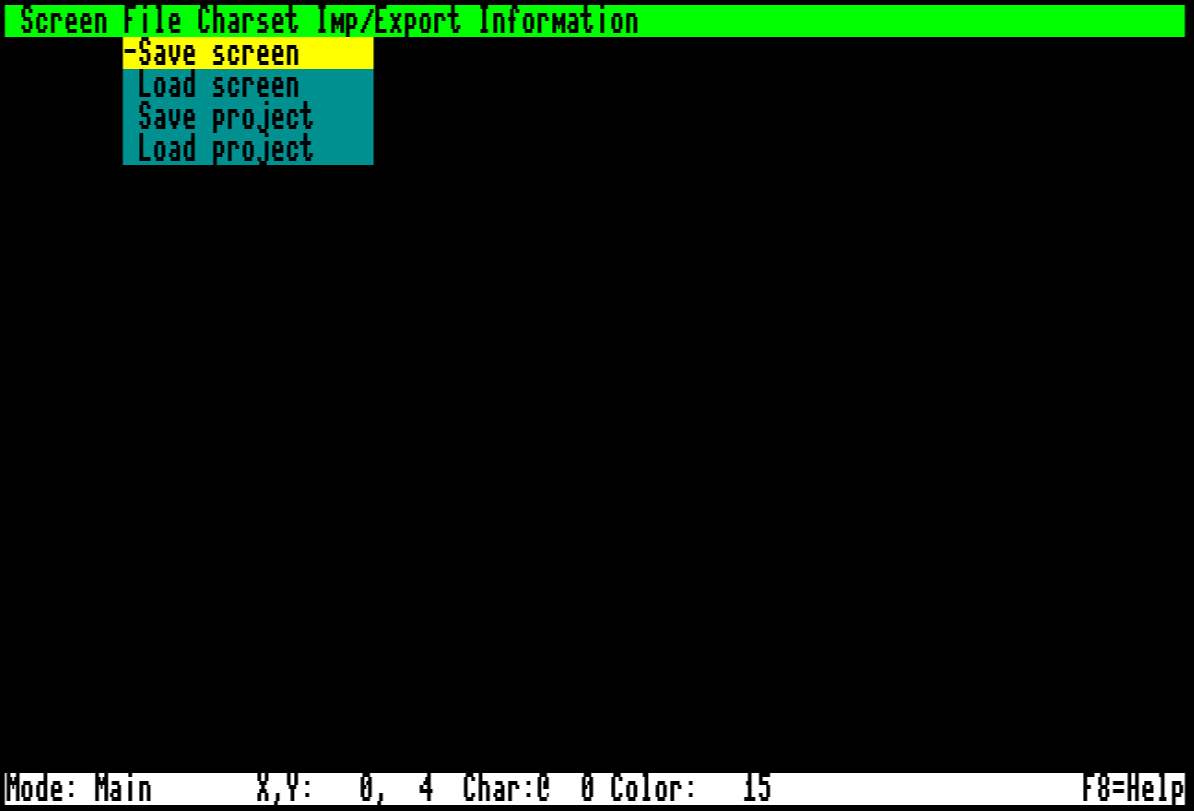 Screen File Charset Imp/Export Information
-Save screen
Load screen
Save project
Load project
Mode: Main X,Y: 0, 4 Char:@ 0 Color: 15 F8=Help